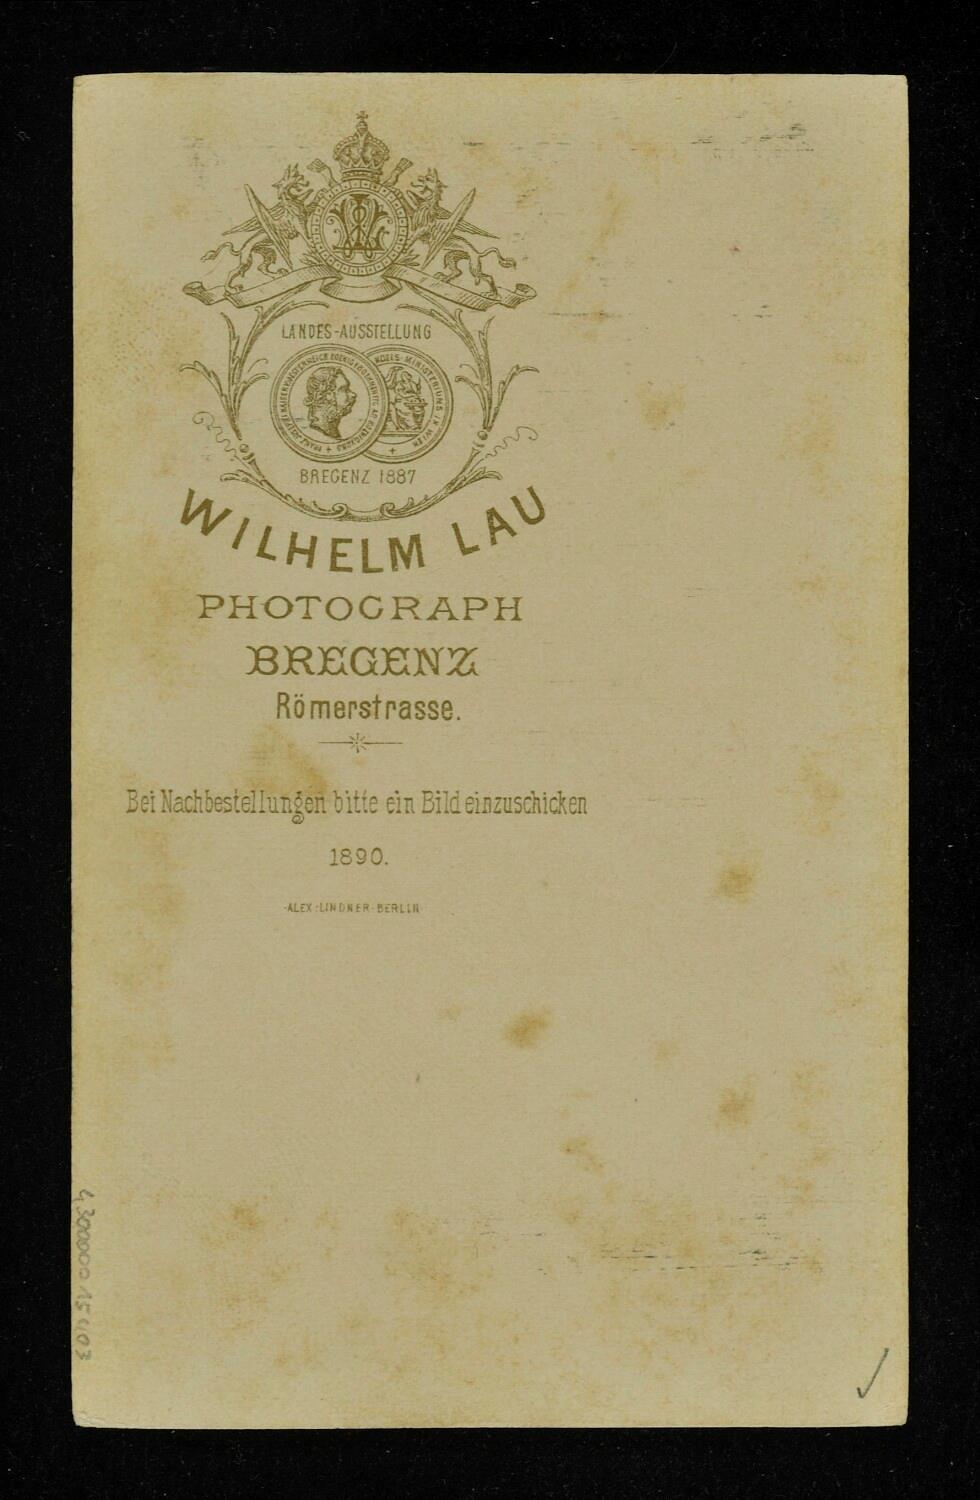 LANDES-AUSSTELLUNG
BREGENZ 1887
WILHELM LAU
PHOTOGRAPH
BREGENZ
Römerstrasse.
Bei Nachbestellungen bitte ein Bild einzuschicken
1890.
·ALEX·LINDNER·BERLIN·